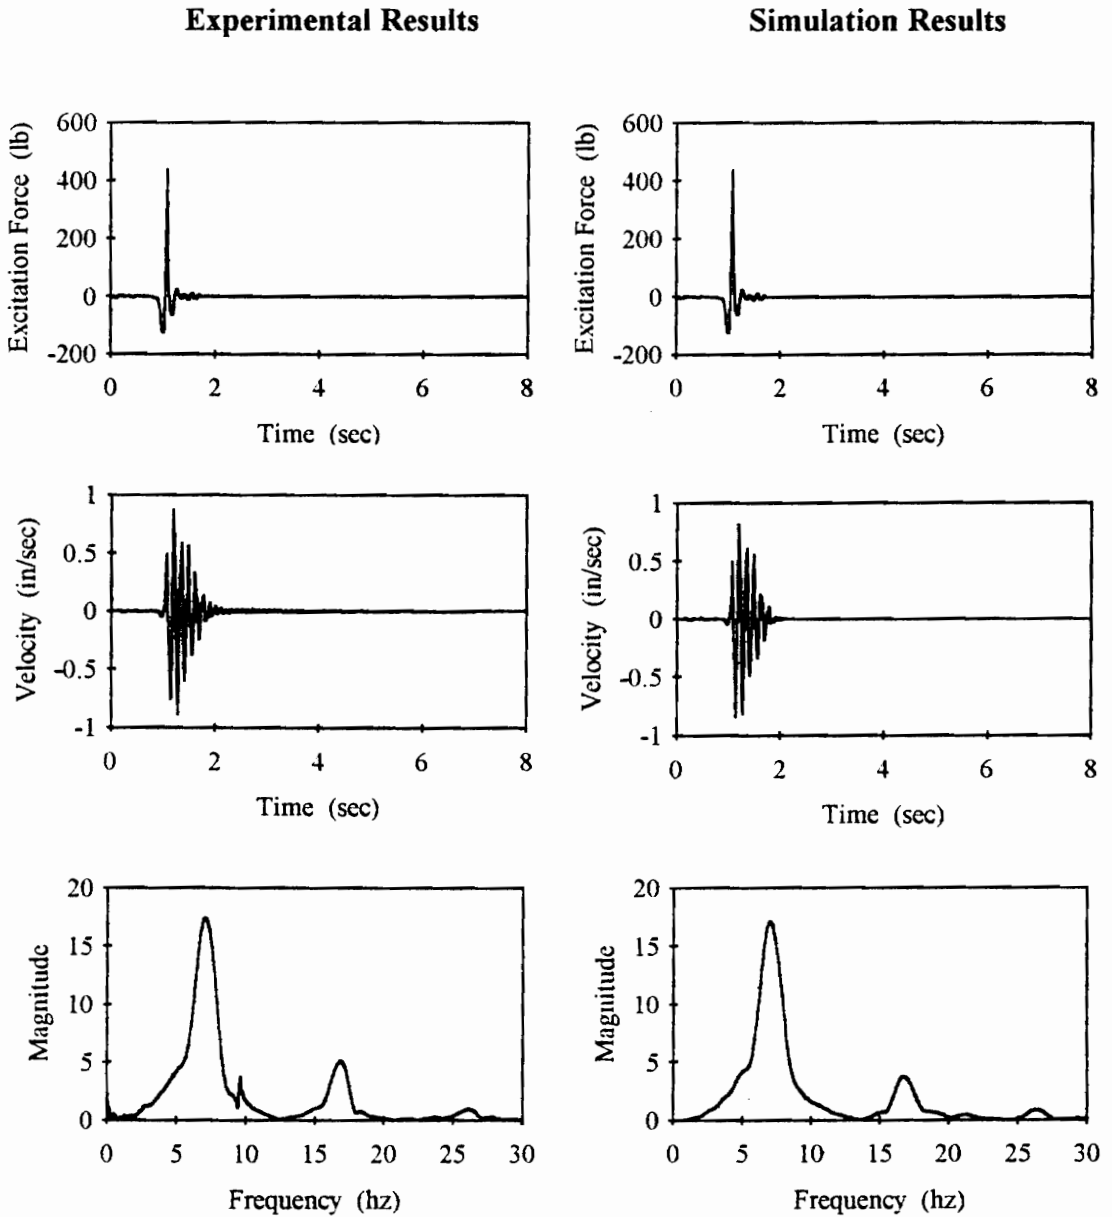 Experimental Results
Simulation Results
Excitation Force (lb)
600
400
200
0
-200
0 2 4 6 8
Time (sec)
Excitation Force (lb)
600
400
200
0
-200
0 2 4 6 8
Time (sec)
Velocity (in/sec)
1
0.5
0
-0.5
-1
0 2 4 6 8
Time (sec)
Velocity (in/sec)
1
0.5
0
-0.5
-1
0 2 4 6 8
Time (sec)
Magnitude
20
15
10
5
0
0 5 10 15 20 25 30
Frequency (hz)
Magnitude
20
15
10
5
0
0 5 10 15 20 25 30
Frequency (hz)